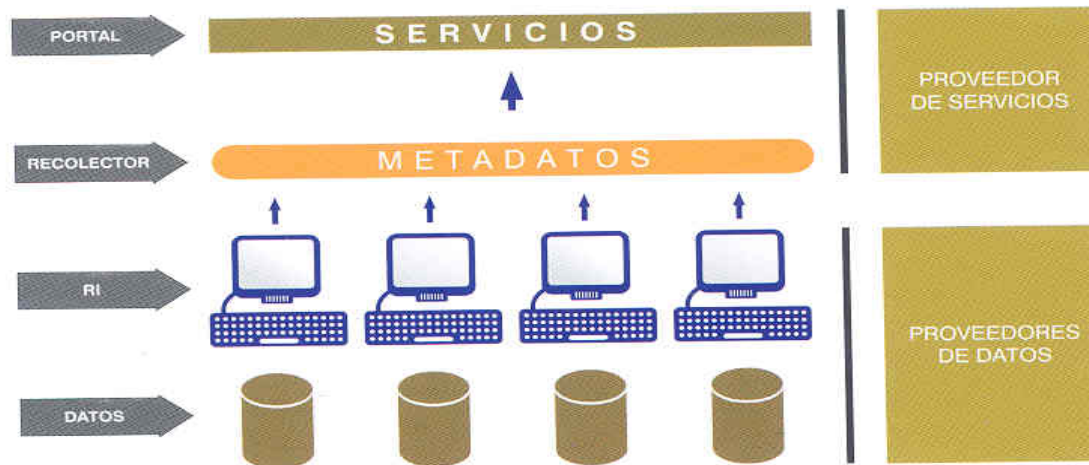 PORTAL
SERVICIOS
PROVEEDOR
DE SERVICIOS
RECOLECTOR
METADATOS
RI
PROVEEDORES
DE DATOS
DATOS